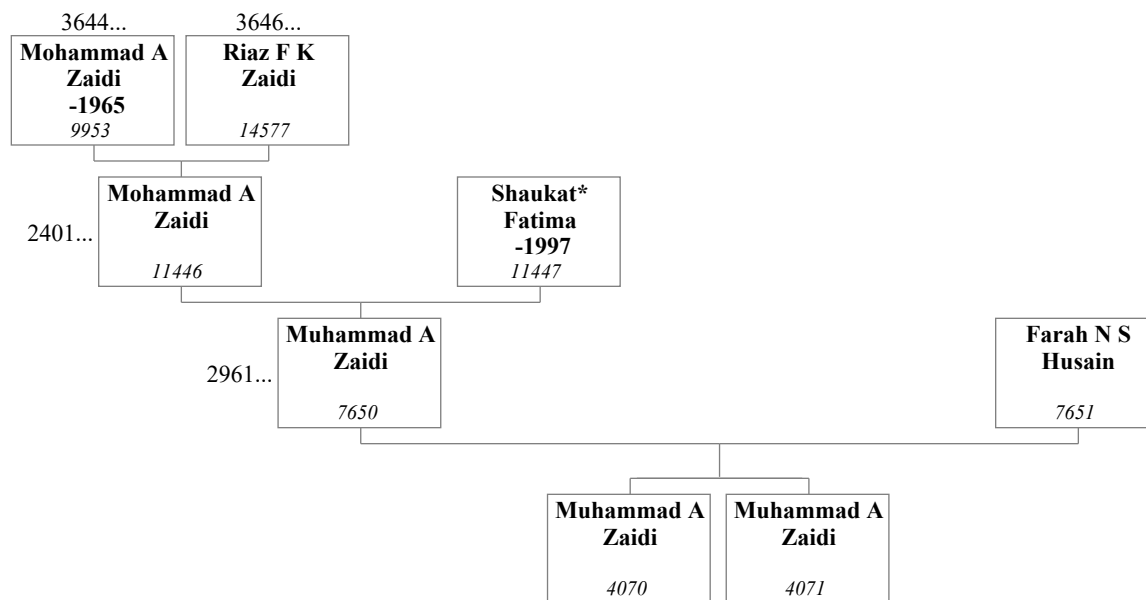 3644...
3646...
Mohammad A
Zaidi
-1965
9953
Riaz F K
Zaidi
14577
2401...
Mohammad A
Zaidi
11446
Shaukat*
Fatima
-1997
11447
2961...
Muhammad A
Zaidi
7650
Farah N S
Husain
7651
Muhammad A
Zaidi
4070
Muhammad A
Zaidi
4071